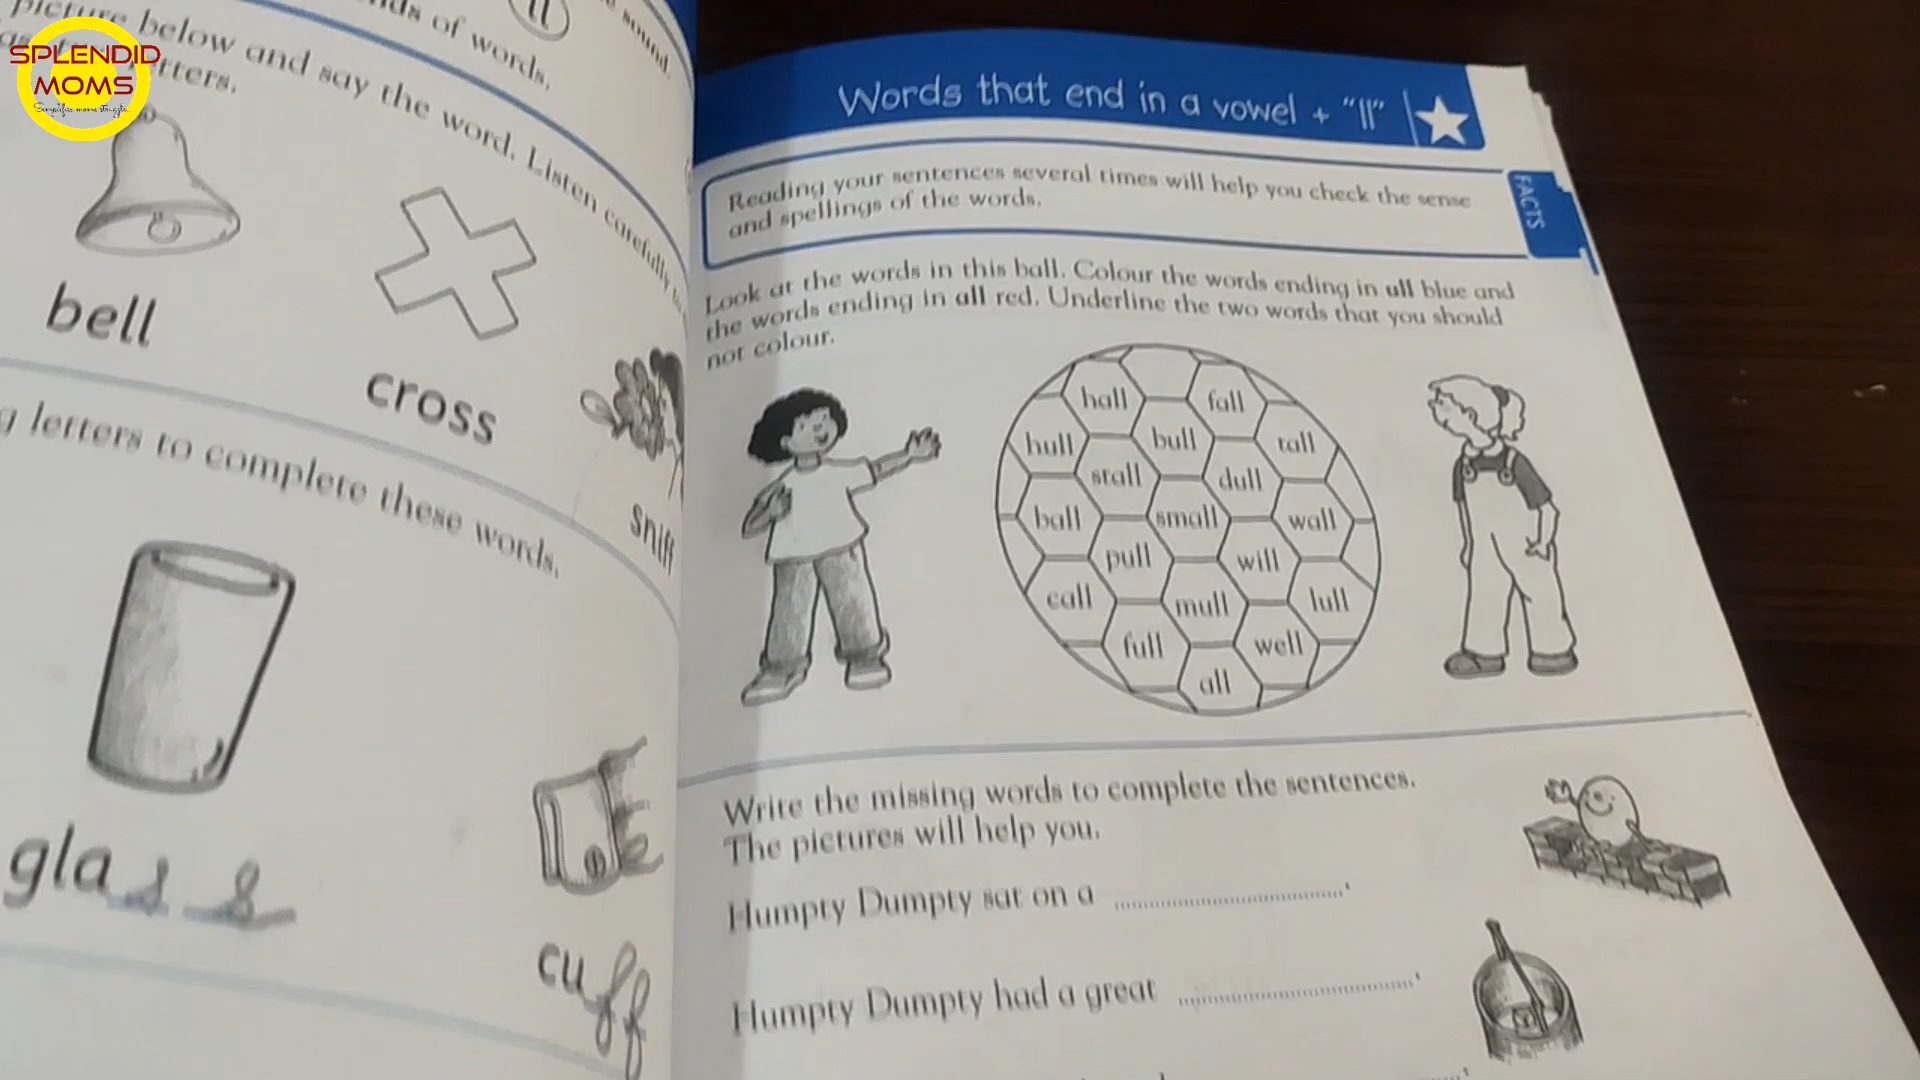 SPLENDID
MOMS
of words.
sound.
picture below and say the word. Listen carefully
letters.
bell
cross
sniff
letters to complete these words.
glass
cuff
Words that end in a vowel + "ll"
FACTS
Reading your sentences several times will help you check the sense
and spellings of the words.
Look at the words in this ball. Colour the words ending in ull blue and
the words ending in all red. Underline the two words that you should
not colour.
hall fall
hull bull tall
stall dull
ball small wall
pull will
call mull lull
full well
all
Write the missing words to complete the sentences.
The pictures will help you.
Humpty Dumpty sat on a ..............................
Humpty Dumpty had a great ..............................